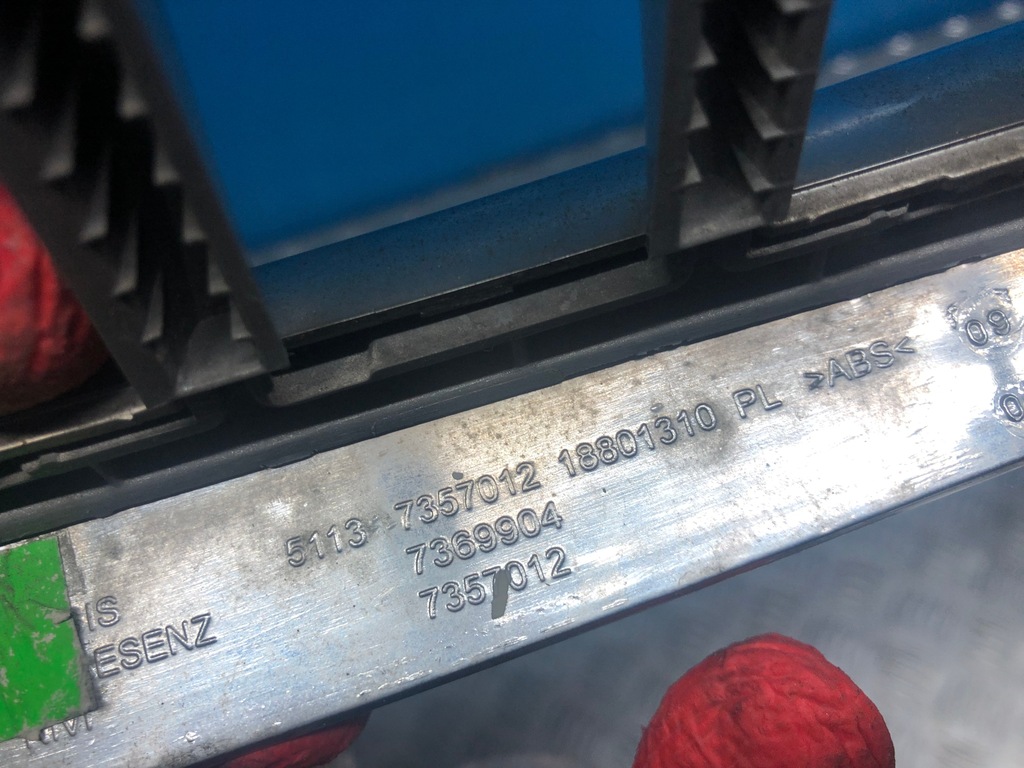 5113 7357012 18801310 PL >ABS<
7369904
7357012
09
IS
ESENZ